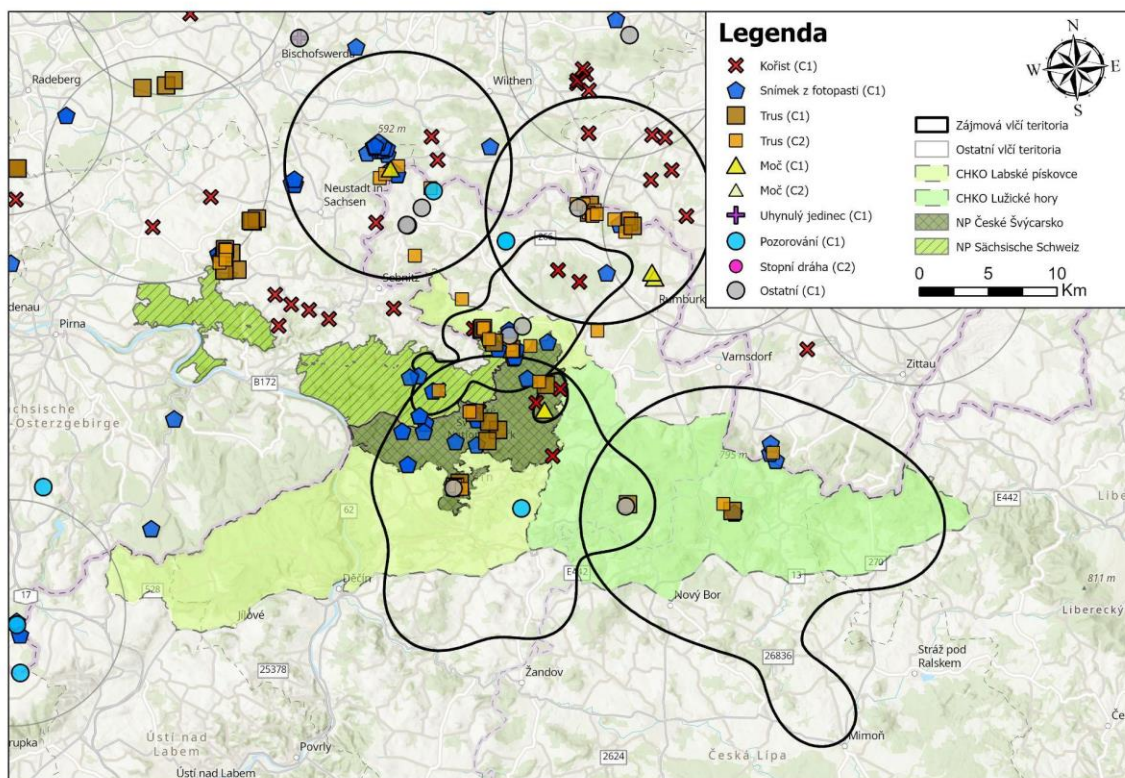 Legenda
Kořist (C1)
Snímek z fotopasti (C1)
Trus (C1)
Trus (C2)
Moč (C1)
Moč (C2)
Uhynulý jedinec (C1)
Pozorování (C1)
Stopní dráha (C2)
Ostatní (C1)
N
W
E
S
Zájmová vlčí teritoria
Ostatní vlčí teritoria
CHKO Labské pískovce
CHKO Lužické hory
NP České Švýcarsko
NP Sächsische Schweiz
0 5 10
Km
Bischofswerda
Radeberg
Wilthen
592 m
Neustadt in
Sachsen
266
Sebnitz
Rumburk
Pirna
B172
Varnsdorf
Zittau
-Osterzgebirge
795 m
E442
62
Děčín
E442
13
270
528
17
Jílové
Nový Bor
811 m
Liberecký
25378
26836
Žandov
Stráž pod
Ralskem
Ústí nad
Labem
Povrly
Mimoň
Česká Lípa
2624
Ústí nad Labem